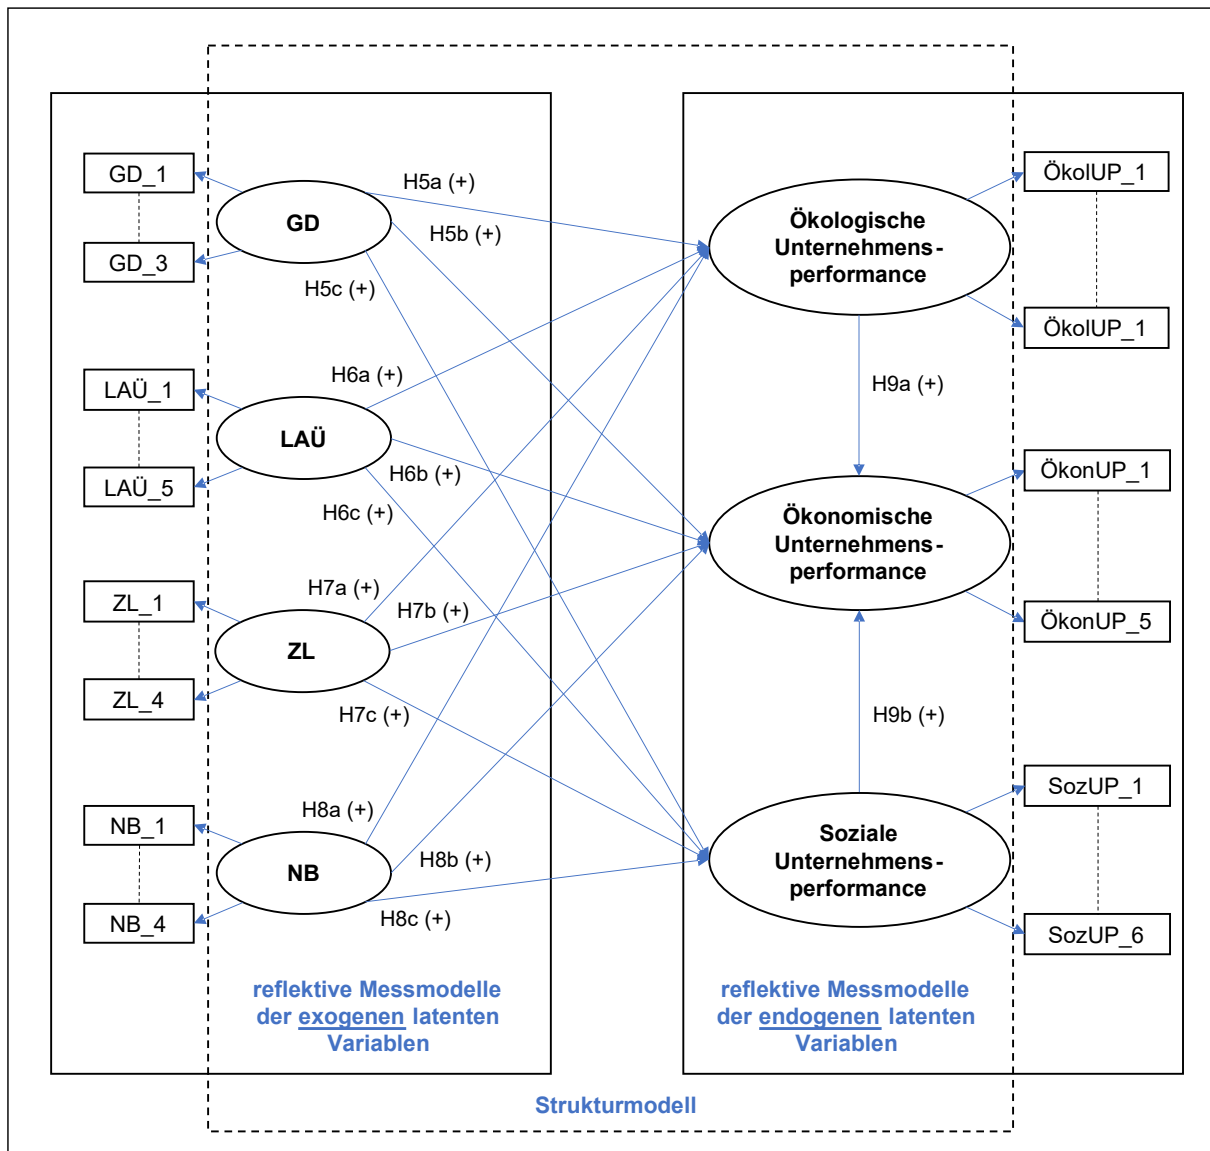 GD_1
GD_3
GD
H5a (+)
H5b (+)
H5c (+)
LAÜ_1
LAÜ_5
LAÜ
H6a (+)
H6b (+)
H6c (+)
ZL_1
ZL_4
ZL
H7a (+)
H7b (+)
H7c (+)
NB_1
NB_4
NB
H8a (+)
H8b (+)
H8c (+)
reflektive Messmodelle
der exogenen latenten
Variablen
Ökologische
Unternehmens-
performance
ÖkolUP_1
ÖkolUP_1
H9a (+)
Ökonomische
Unternehmens-
performance
ÖkonUP_1
ÖkonUP_5
H9b (+)
Soziale
Unternehmens-
performance
SozUP_1
SozUP_6
reflektive Messmodelle
der endogenen latenten
Variablen
Strukturmodell